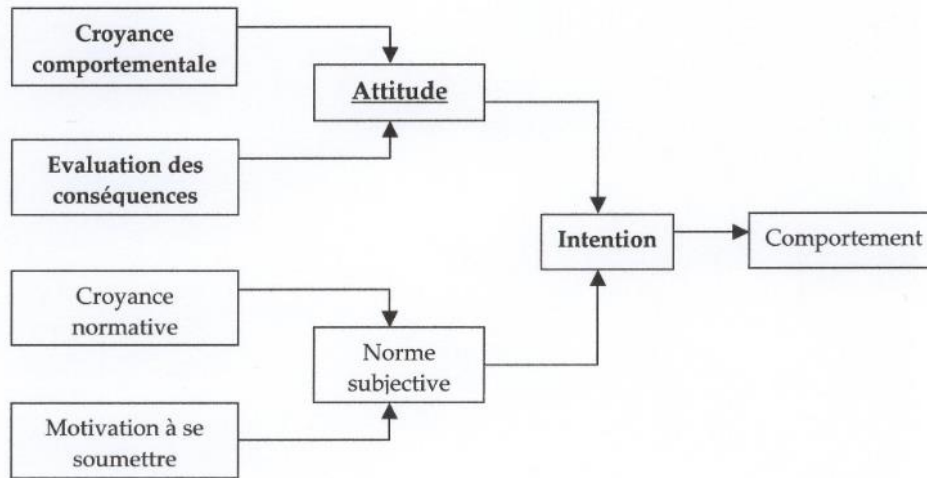 Croyance
comportementale
Attitude
Evaluation des
conséquences
Intention
Comportement
Croyance
normative
Norme
subjective
Motivation à se
soumettre